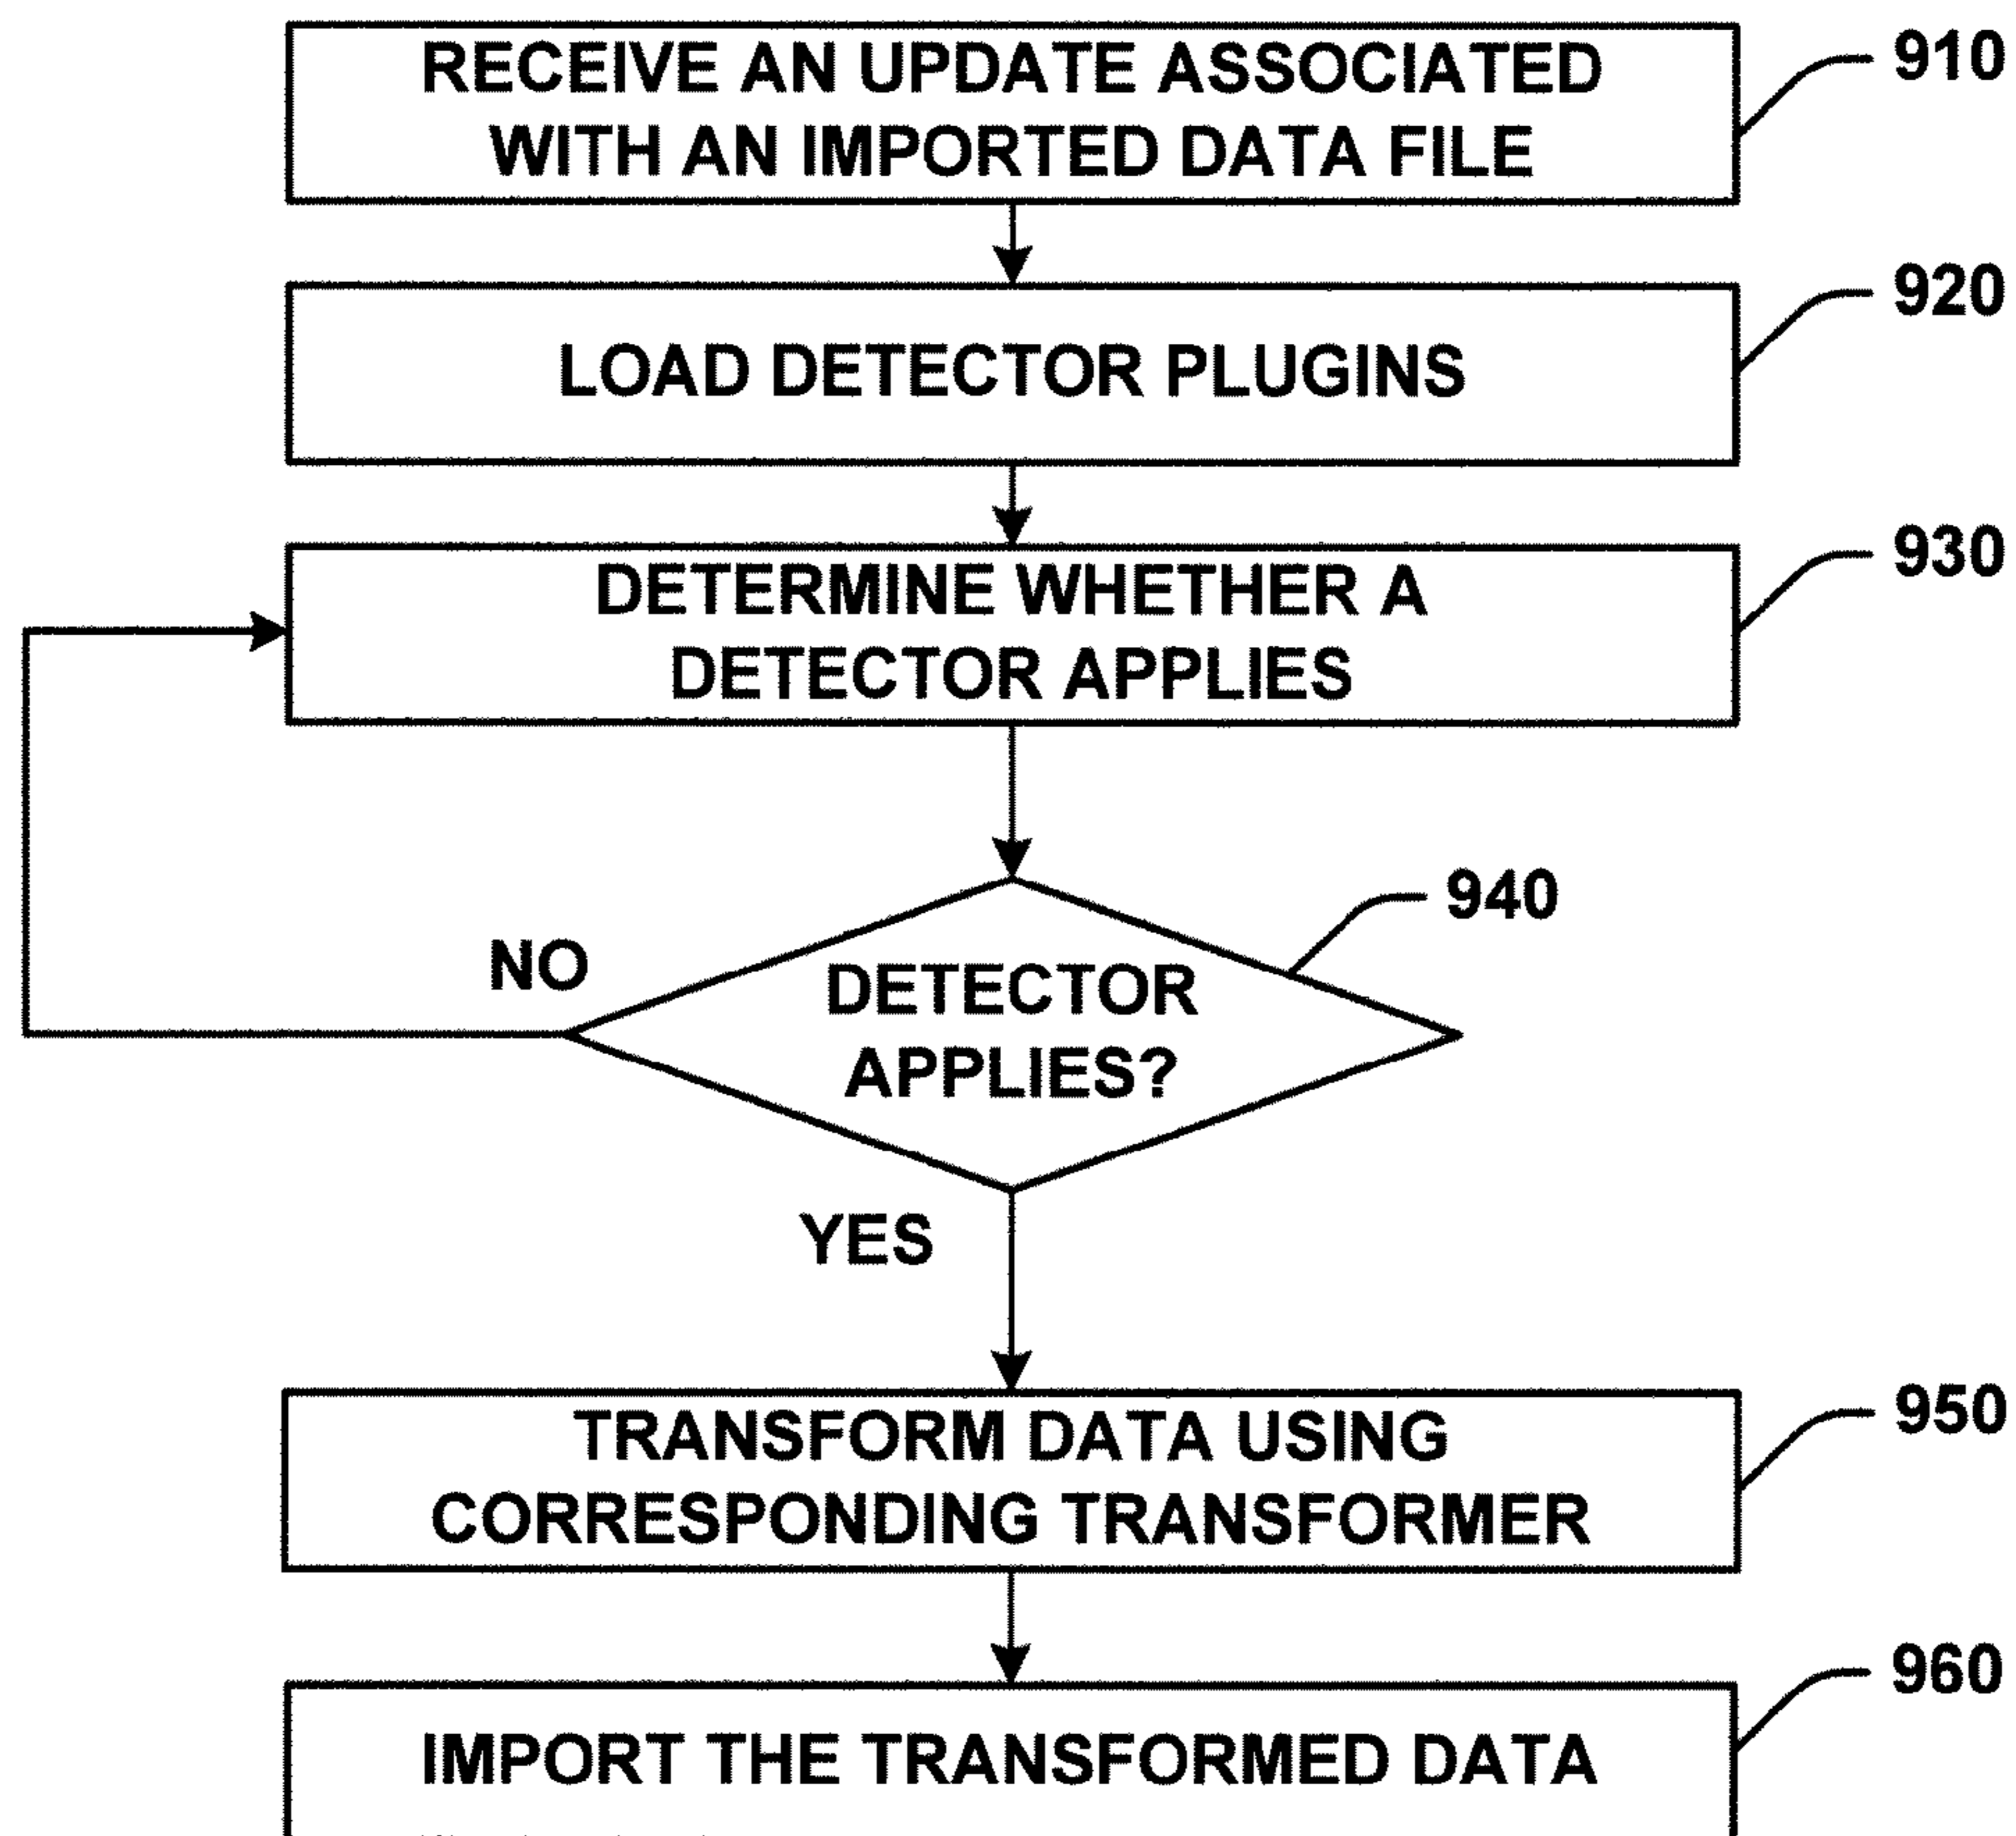 RECEIVE AN UPDATE ASSOCIATED
WITH AN IMPORTED DATA FILE
910
LOAD DETECTOR PLUGINS
920
DETERMINE WHETHER A
DETECTOR APPLIES
930
940
NO
DETECTOR
APPLIES?
YES
TRANSFORM DATA USING
CORRESPONDING TRANSFORMER
950
IMPORT THE TRANSFORMED DATA
960